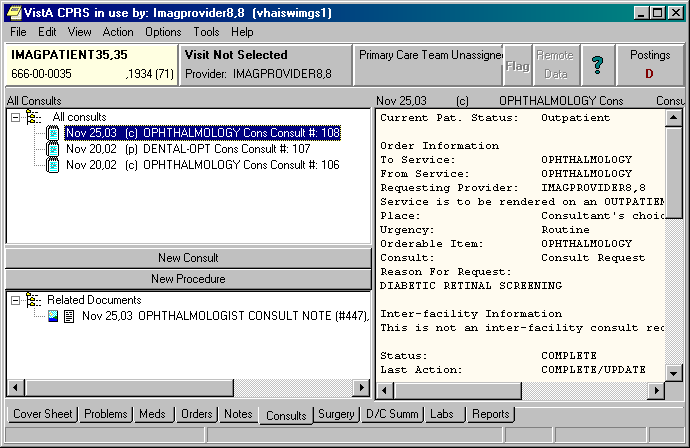 VistA CPRS in use by: Imagprovider8,8 (vhaiswimgs1)
File Edit View Action Options Tools Help
IMAGPATIENT35,35
666-00-0035 ,1934 (71)
Visit Not Selected
Provider: IMAGPROVIDER8,8
Primary Care Team Unassigne
Flag
Remote
Data
?
Postings
D
All Consults
All consults
Nov 25,03 (c) OPHTHALMOLOGY Cons Consult #: 108
Nov 20,02 (p) DENTAL-OPT Cons Consult #: 107
Nov 20,02 (c) OPHTHALMOLOGY Cons Consult #: 106
New Consult
New Procedure
Related Documents
Nov 25,03 OPHTHALMOLOGIST CONSULT NOTE (#447),
Nov 25,03 (c) OPHTHALMOLOGY Cons Consu
Current Pat. Status: Outpatient
Order Information
To Service: OPHTHALMOLOGY
From Service: OPHTHALMOLOGY
Requesting Provider: IMAGPROVIDER8,8
Service is to be rendered on an OUTPATIEN
Place: Consultant's choic
Urgency: Routine
Orderable Item: OPHTHALMOLOGY
Consult: Consult Request
Reason For Request:
DIABETIC RETINAL SCREENING
Inter-facility Information
This is not an inter-facility consult rec
Status: COMPLETE
Last Action: COMPLETE/UPDATE
Cover Sheet Problems Meds Orders Notes Consults Surgery D/C Summ Labs Reports